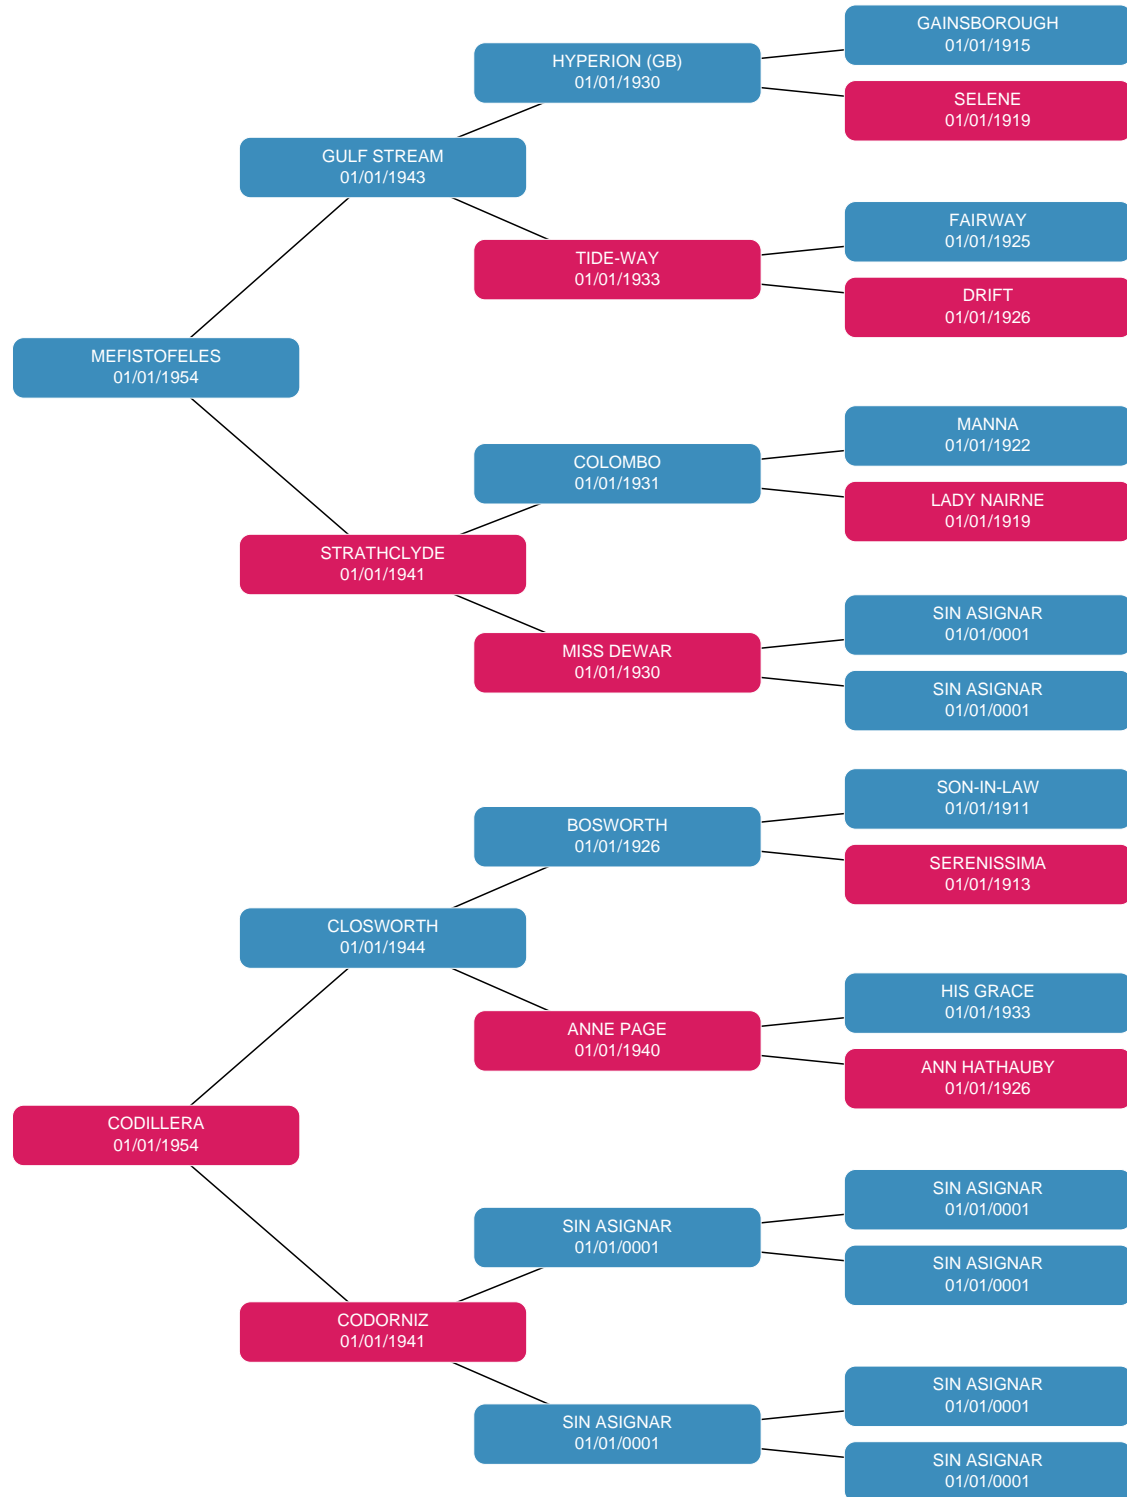 GAINSBOROUGH
01/01/1915
HYPERION (GB)
01/01/1930
SELENE
01/01/1919
GULF STREAM
01/01/1943
FAIRWAY
01/01/1925
TIDE-WAY
01/01/1933
DRIFT
01/01/1926
MEFISTOFELES
01/01/1954
MANNA
01/01/1922
COLOMBO
01/01/1931
LADY NAIRNE
01/01/1919
STRATHCLYDE
01/01/1941
SIN ASIGNAR
01/01/0001
MISS DEWAR
01/01/1930
SIN ASIGNAR
01/01/0001
SON-IN-LAW
01/01/1911
BOSWORTH
01/01/1926
SERENISSIMA
01/01/1913
CLOSWORTH
01/01/1944
HIS GRACE
01/01/1933
ANNE PAGE
01/01/1940
ANN HATHAUBY
01/01/1926
CODILLERA
01/01/1954
SIN ASIGNAR
01/01/0001
SIN ASIGNAR
01/01/0001
SIN ASIGNAR
01/01/0001
CODORNIZ
01/01/1941
SIN ASIGNAR
01/01/0001
SIN ASIGNAR
01/01/0001
SIN ASIGNAR
01/01/0001